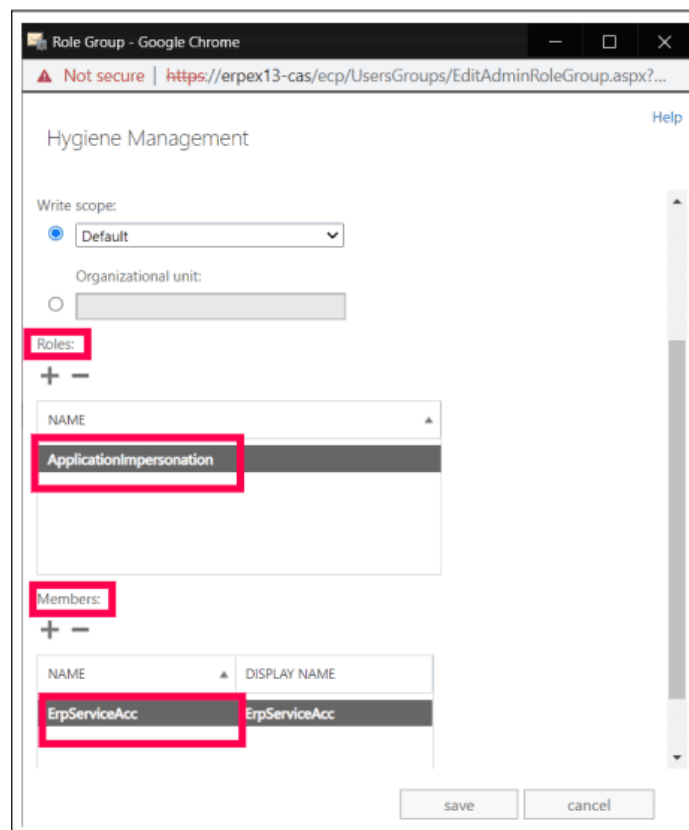 Role Group - Google Chrome
Not secure | https://erpex13-cas/ecp/UsersGroups/EditAdminRoleGroup.aspx?...
Help
Hygiene Management
Write scope:
Default
Organizational unit:
Roles:
NAME
ApplicationImpersonation
Members:
NAME DISPLAY NAME
ErpServiceAcc ErpServiceAcc
save cancel